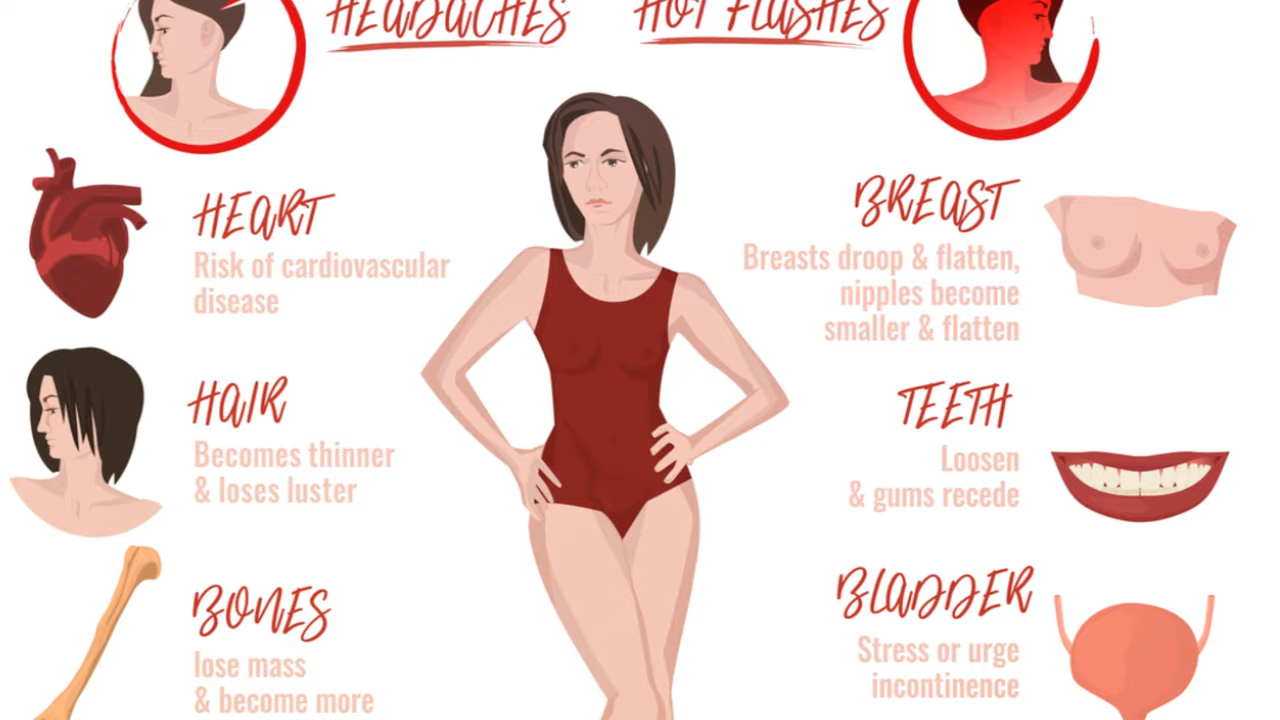 HEADACHES
HOT FLASHES
HEART
Risk of cardiovascular
disease
HAIR
Becomes thinner
& loses luster
BONES
lose mass
& become more
BREAST
Breasts droop & flatten,
nipples become
smaller & flatten
TEETH
Loosen
& gums recede
BLADDER
Stress or urge
incontinence